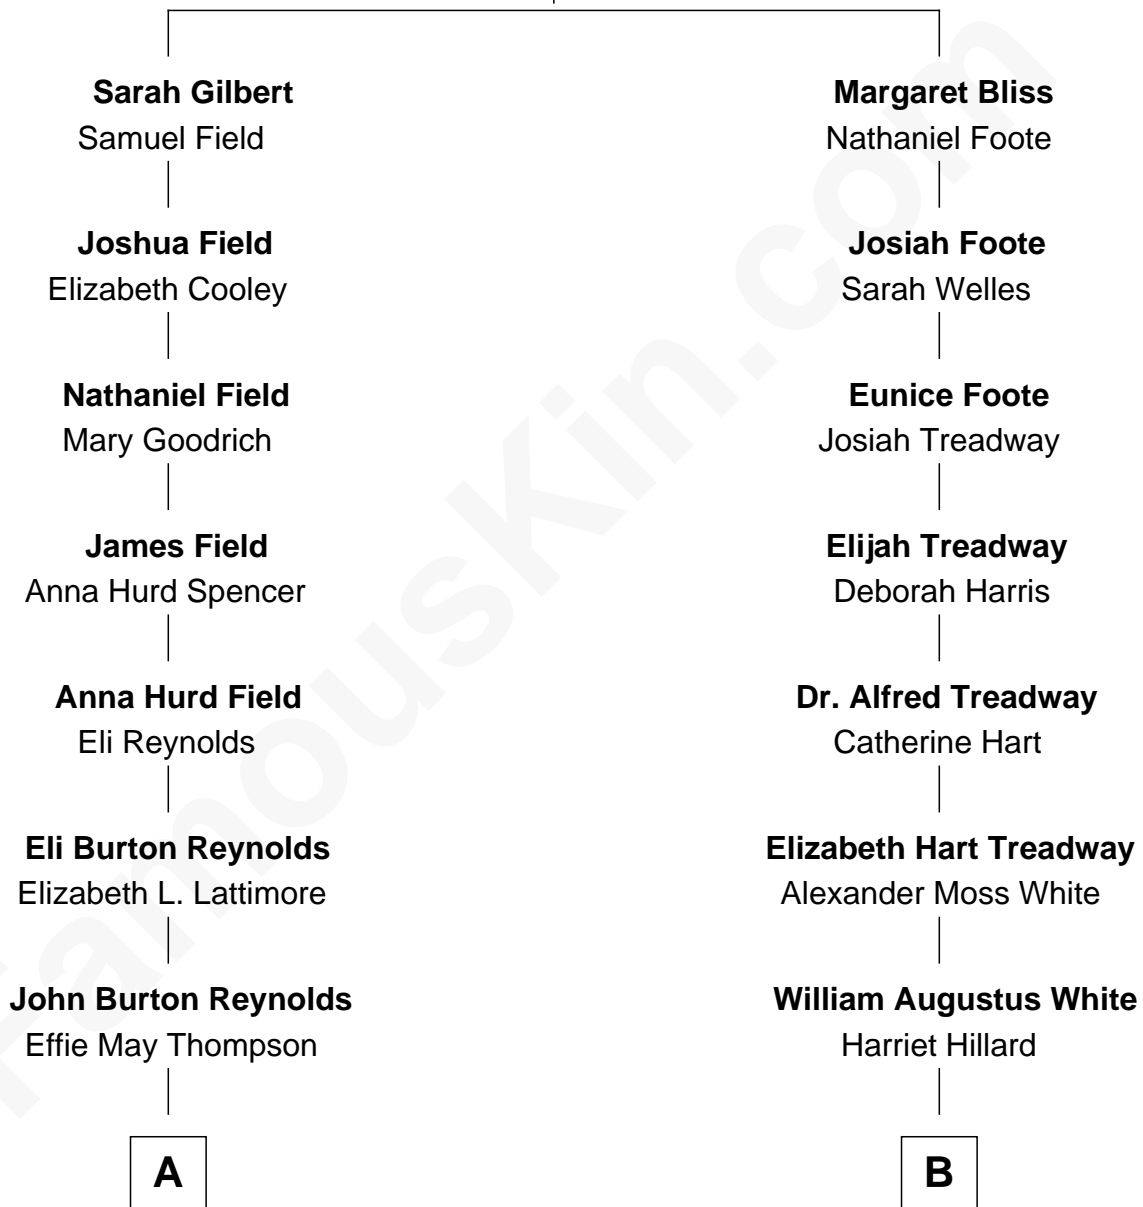 Sarah Gilbert
Samuel Field
Margaret Bliss
Nathaniel Foote
Joshua Field
Elizabeth Cooley
Josiah Foote
Sarah Welles
Nathaniel Field
Mary Goodrich
Eunice Foote
Josiah Treadway
James Field
Anna Hurd Spencer
Elijah Treadway
Deborah Harris
Anna Hurd Field
Eli Reynolds
Dr. Alfred Treadway
Catherine Hart
Eli Burton Reynolds
Elizabeth L. Lattimore
Elizabeth Hart Treadway
Alexander Moss White
John Burton Reynolds
Effie May Thompson
William Augustus White
Harriet Hillard
A
B
FamousKin.com